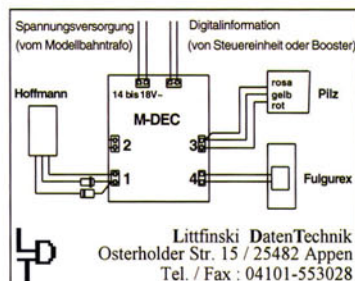 Spannungsversorgung
(vom Modellbahntrafo)
Digitalinformation
(von Steuereinheit oder Booster)
Hoffmann
14 bis 18V~
M-DEC
2
1
3
4
rosa
gelb
rot
Pilz
Fulgurex
LDT
Littfinski DatenTechnik
Osterholder Str. 15 / 25482 Appen
Tel. / Fax : 04101-553028